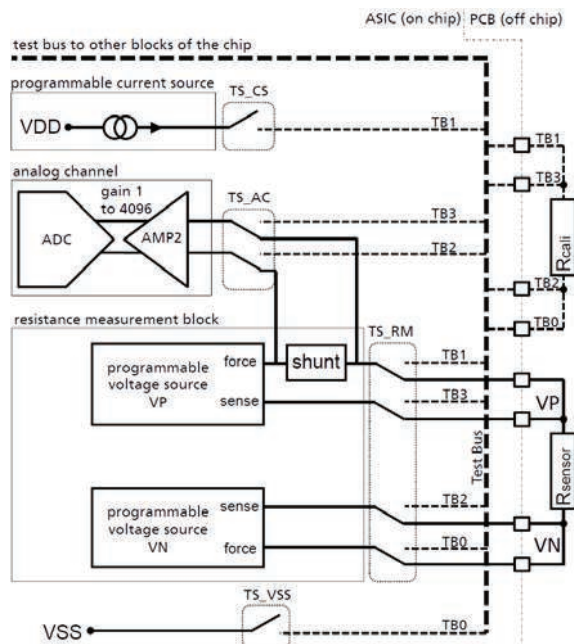 ASIC (on chip) PCB (off chip)
test bus to other blocks of the chip
programmable current source
TS_CS
VDD
TB1
TB1
analog channel
TB3
gain 1
to 4096
TS_AC
TB3
ADC
AMP2
TB2
Rcali
TB2
resistance measurement block
TS_RM
TB0
programmable
voltage source
VP
force
shunt
TB1
sense
TB3
VP
Test Bus
Rsensor
programmable
voltage source
VN
sense
TB2
force
TB0
VN
TS_VSS
VSS
TB0